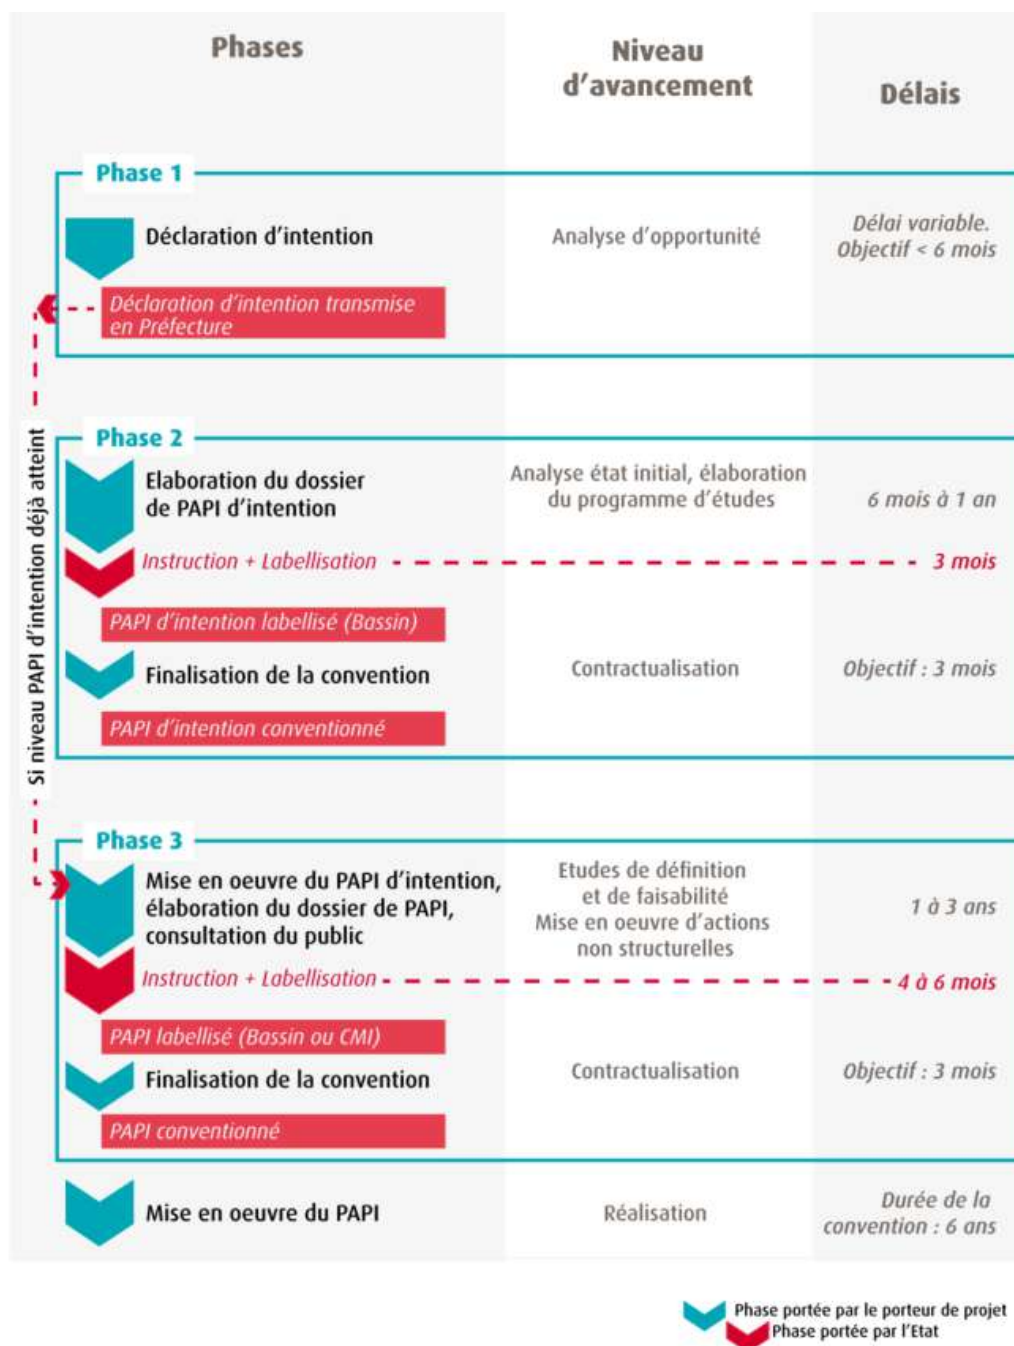 Phases
Niveau
d'avancement
Délais
Phase 1
Déclaration d'intention
Analyse d'opportunité
Délai variable.
Objectif < 6 mois
Déclaration d'intention transmise
en Préfecture
Si niveau PAPI d'intention déjà atteint
Phase 2
Elaboration du dossier
de PAPI d'intention
Analyse état initial, élaboration
du programme d'études
6 mois à 1 an
Instruction + Labellisation
3 mois
PAPI d'intention labellisé (Bassin)
Finalisation de la convention
Contractualisation
Objectif : 3 mois
PAPI d'intention conventionné
Phase 3
Mise en oeuvre du PAPI d'intention,
élaboration du dossier de PAPI,
consultation du public
Etudes de définition
et de faisabilité
Mise en oeuvre d'actions
non structurelles
1 à 3 ans
Instruction + Labellisation
4 à 6 mois
PAPI labellisé (Bassin ou CMI)
Finalisation de la convention
Contractualisation
Objectif : 3 mois
PAPI conventionné
Mise en oeuvre du PAPI
Réalisation
Durée de la
convention : 6 ans
Phase portée par le porteur de projet
Phase portée par l'Etat